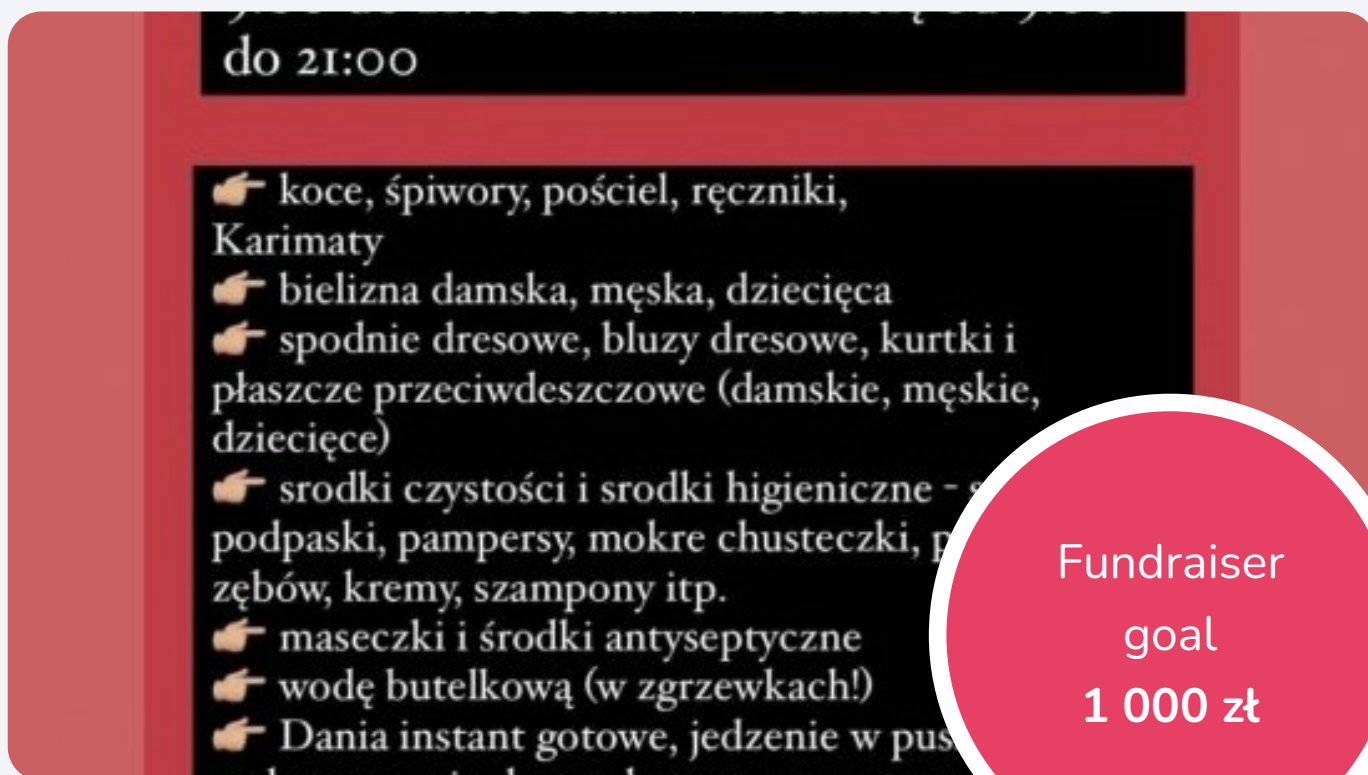 do 21:00
👉 koce, śpiwory, pościel, ręczniki,
Karimaty
👉 bielizna damska, męska, dziecięca
👉 spodnie dresowe, bluzy dresowe, kurtki i
płaszcze przeciwdeszczowe (damskie, męskie,
dziecięce)
👉 srodki czystości i srodki higieniczne -
podpaski, pampersy, mokre chusteczki,
zębów, kremy, szampony itp.
👉 maseczki i środki antyseptyczne
👉 wodę butelkową (w zgrzewkach!)
👉 Dania instant gotowe, jedzenie w
Fundraiser
goal
1 000 zł